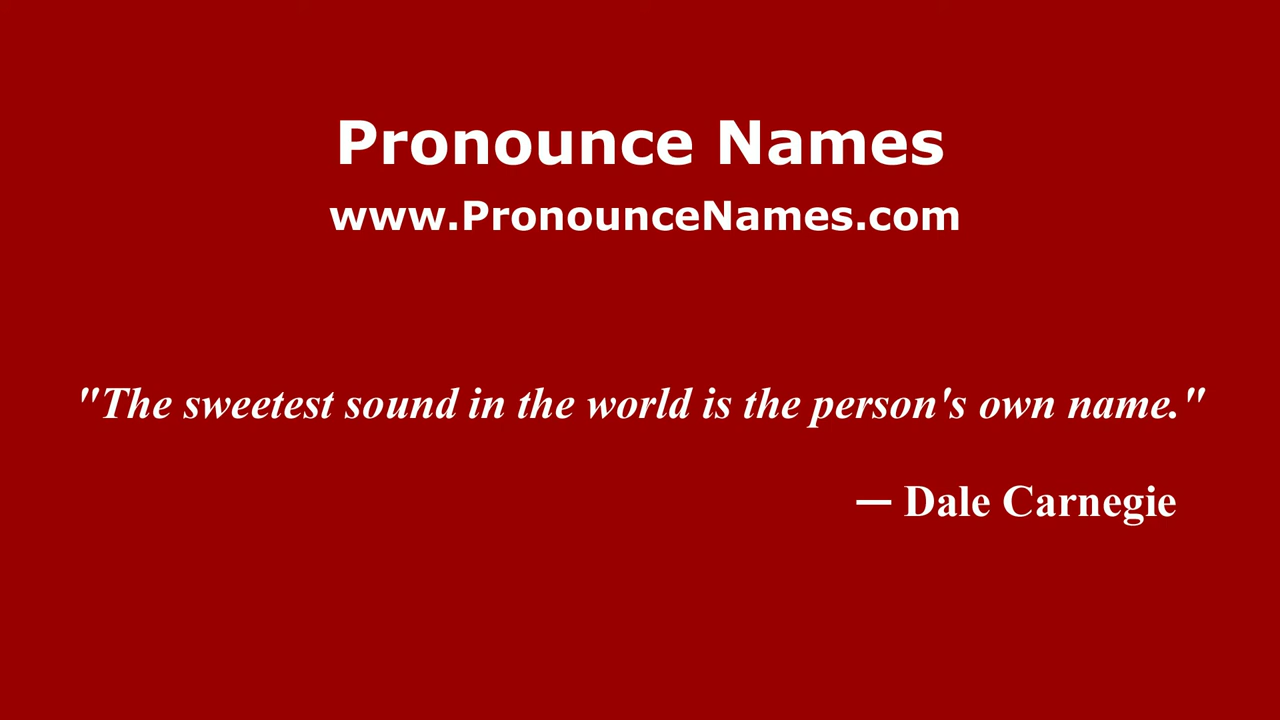 Pronounce Names
www.PronounceNames.com
"The sweetest sound in the world is the person's own name."
— Dale Carnegie